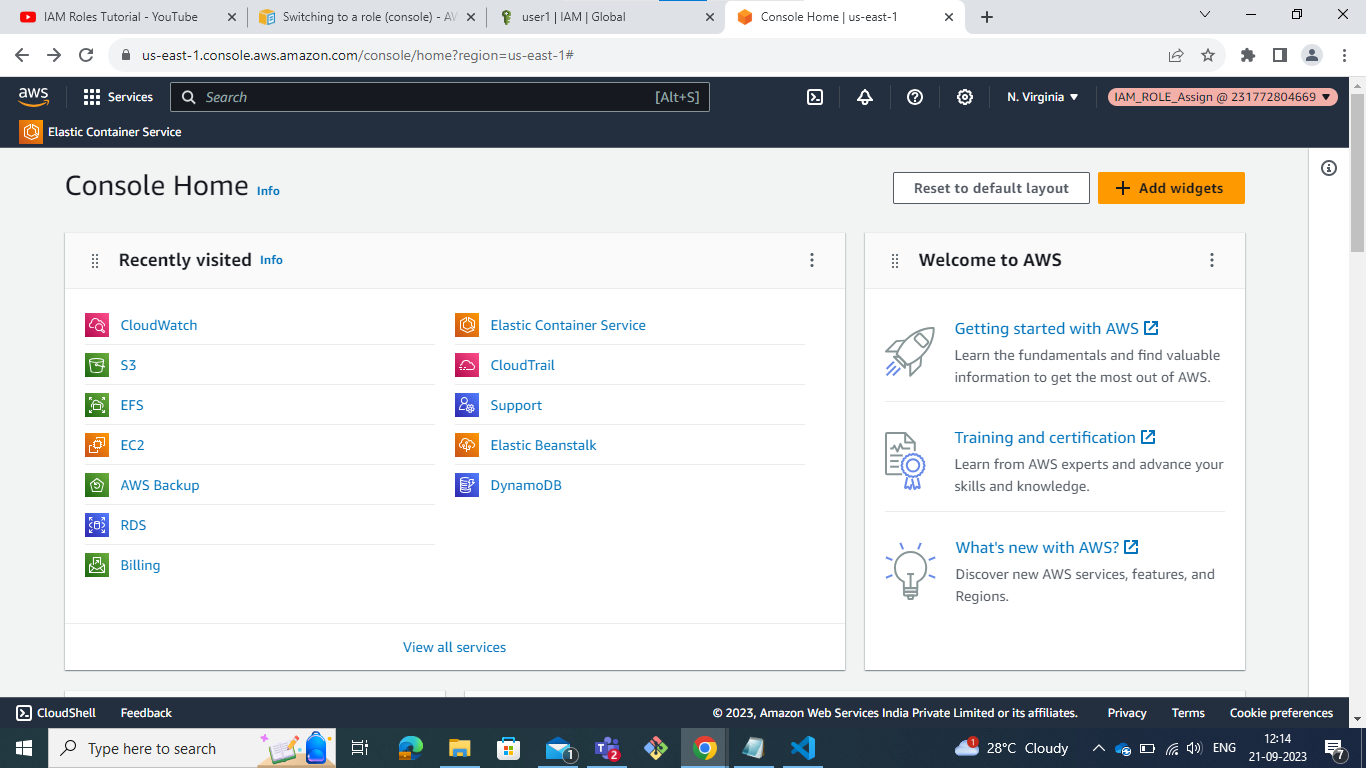 IAM Roles Tutorial - YouTube
Switching to a role (console) - AV
user1 | IAM | Global
Console Home | us-east-1
us-east-1.console.aws.amazon.com/console/home?region=us-east-1#
aws
Services
Search
[Alt+S]
N. Virginia
IAM_ROLE_Assign @ 231772804669
Elastic Container Service
Console Home
Info
Reset to default layout
Add widgets
Recently visited
Info
CloudWatch
S3
EFS
EC2
AWS Backup
RDS
Billing
Elastic Container Service
CloudTrail
Support
Elastic Beanstalk
DynamoDB
View all services
Welcome to AWS
Getting started with AWS
Learn the fundamentals and find valuable
information to get the most out of AWS.
Training and certification
Learn from AWS experts and advance your
skills and knowledge.
What's new with AWS?
Discover new AWS services, features, and
Regions.
CloudShell
Feedback
© 2023, Amazon Web Services India Private Limited or its affiliates.
Privacy
Terms
Cookie preferences
Type here to search
1
2
1
28°C Cloudy
ENG
12:14
21-09-2023
7